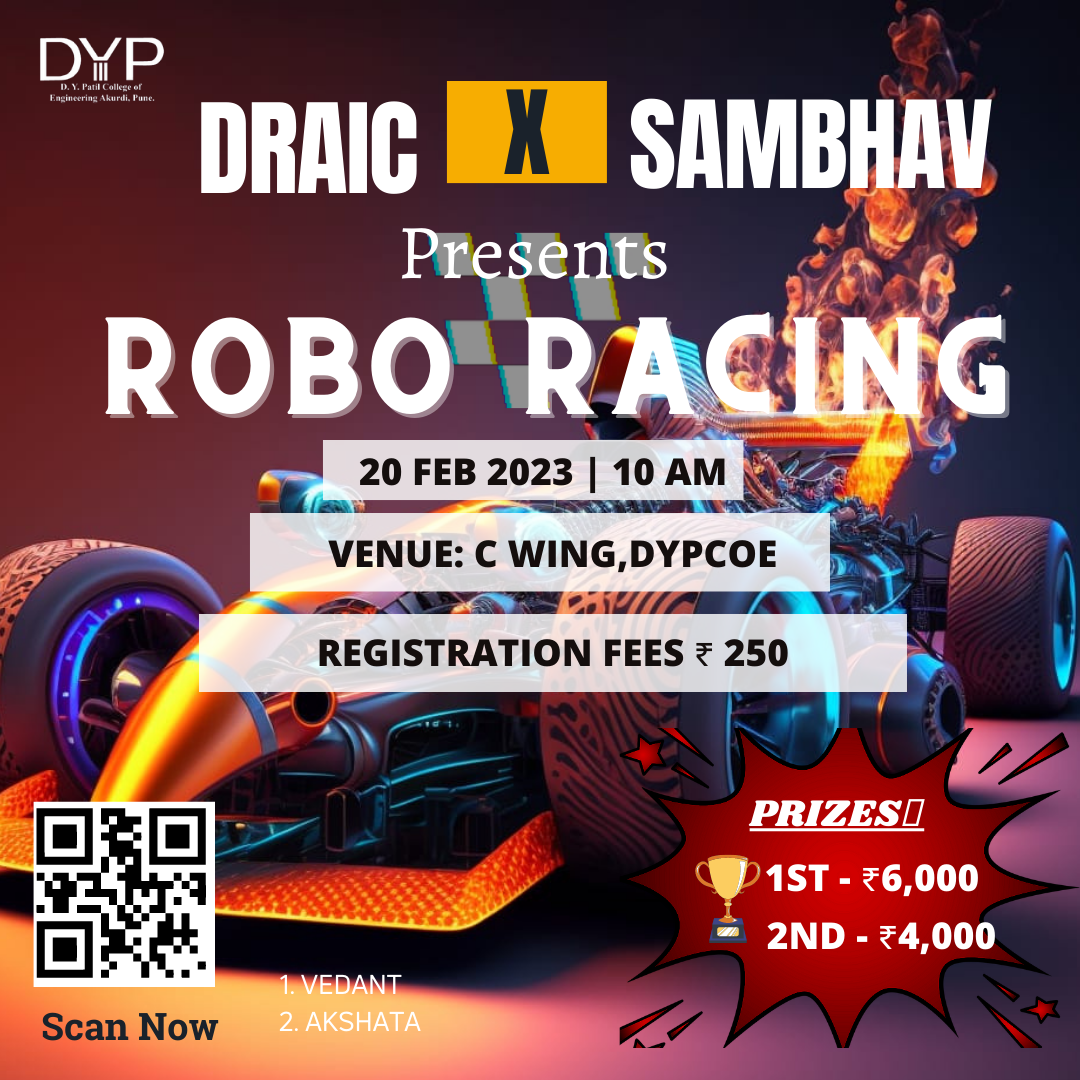 DYP
D. Y. Patil College of
Engineering Akurdi, Pune.
DRAIC X SAMBHAV
Presents
ROBO RACING
20 FEB 2023 | 10 AM
VENUE: C WING,DYPCOE
REGISTRATION FEES ₹ 250
PRIZES
1ST - ₹6,000
2ND - ₹4,000
1. VEDANT
2. AKSHATA
Scan Now